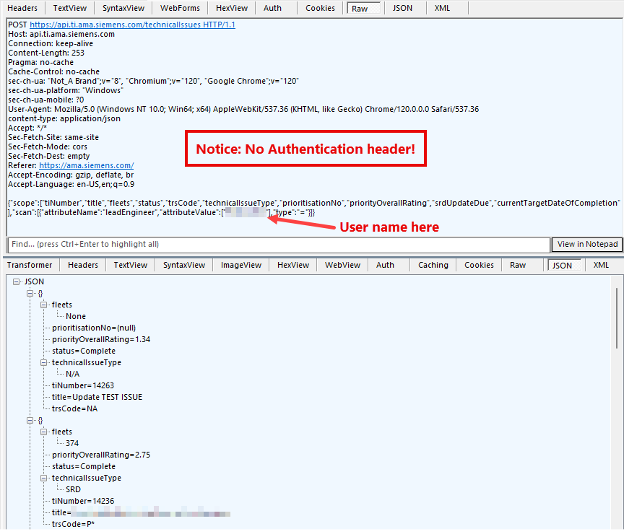 Headers TextView SyntaxView WebForms HexView Auth Cookies Raw JSON XML
POST https://api.ti.ama.siemens.com/technicalIssues HTTP/1.1
Host: api.ti.ama.siemens.com
Connection: keep-alive
Content-Length: 253
Pragma: no-cache
Cache-Control: no-cache
sec-ch-ua: "Not_A Brand";v="8", "Chromium";v="120", "Google Chrome";v="120"
sec-ch-ua-platform: "Windows"
sec-ch-ua-mobile: ?0
User-Agent: Mozilla/5.0 (Windows NT 10.0; Win64; x64) AppleWebKit/537.36 (KHTML, like Gecko) Chrome/120.0.0.0 Safari/537.36
content-type: application/json
Accept: */*
Sec-Fetch-Site: same-site
Sec-Fetch-Mode: cors
Sec-Fetch-Dest: empty
Referer: https://ama.siemens.com/
Accept-Encoding: gzip, deflate, br
Accept-Language: en-US,en;q=0.9
Notice: No Authentication header!
{"scope":["tiNumber","title","fleets","status","trsCode","technicalIssueType","prioritisationNo","priorityOverallRating","srdUpdateDue","currentTargetDateOfCompletion"
],"scan":[{"attributeName":"leadEngineer","attributeValue":[" "],"type":"="}]}
User name here
Find... (press Ctrl+Enter to highlight all) View in Notepad
Transformer Headers TextView SyntaxView ImageView HexView WebView Auth Caching Cookies Raw JSON XML
JSON
{}
fleets
None
prioritisationNo=(null)
priorityOverallRating=1.34
status=Complete
technicalIssueType
N/A
tiNumber=14263
title=Update TEST ISSUE
trsCode=NA
{}
fleets
374
priorityOverallRating=2.75
status=Complete
technicalIssueType
SRD
tiNumber=14236
title=
trsCode=P*